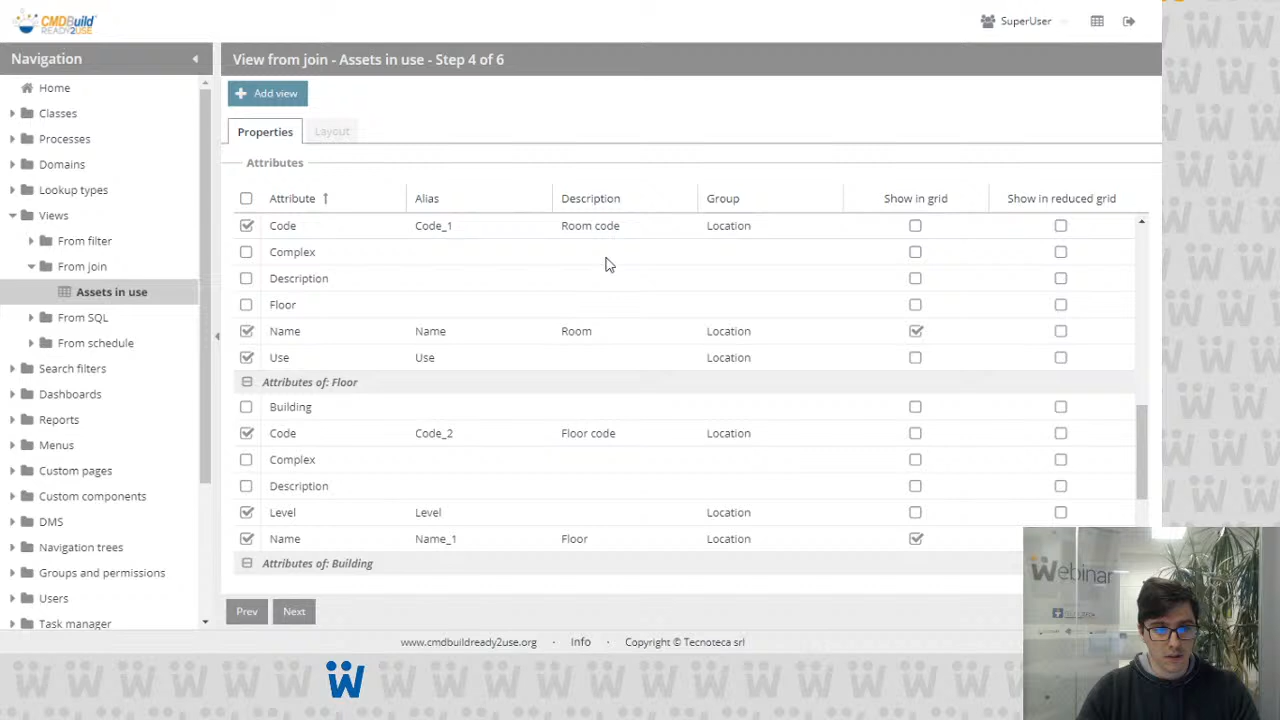 CMDBuild
READY2USE
SuperUser
Navigation
View from join - Assets in use - Step 4 of 6
Home
Classes
Processes
Domains
Lookup types
Views
From filter
From join
Assets in use
From SQL
From schedule
Search filters
Dashboards
Reports
Menus
Custom pages
Custom components
DMS
Navigation trees
Groups and permissions
Users
Task manager
Add view
Properties Layout
Attributes
Attribute Alias Description Group Show in grid Show in reduced grid
Code Code_1 Room code Location
Complex
Description
Floor
Name Name Room Location
Use Use Location
Attributes of: Floor
Building
Code Code_2 Floor code Location
Complex
Description
Level Level Location
Name Name_1 Floor Location
Attributes of: Building
Prev Next
www.cmdbuildready2use.org · Info · Copyright © Tecnoteca srl
Webinar